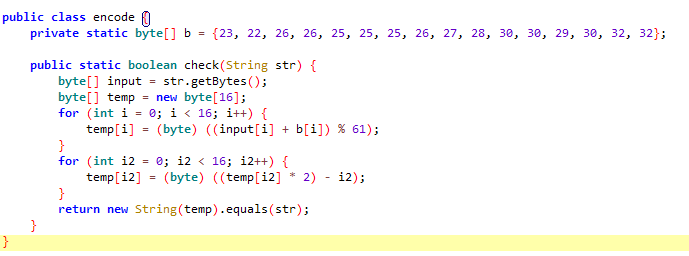 public class encode {
    private static byte[] b = {23, 22, 26, 26, 25, 25, 25, 26, 27, 28, 30, 30, 29, 30, 32, 32};
    public static boolean check(String str) {
        byte[] input = str.getBytes();
        byte[] temp = new byte[16];
        for (int i = 0; i < 16; i++) {
            temp[i] = (byte) ((input[i] + b[i]) % 61);
        }
        for (int i2 = 0; i2 < 16; i2++) {
            temp[i2] = (byte) ((temp[i2] * 2) - i2);
        }
        return new String(temp).equals(str);
    }
}